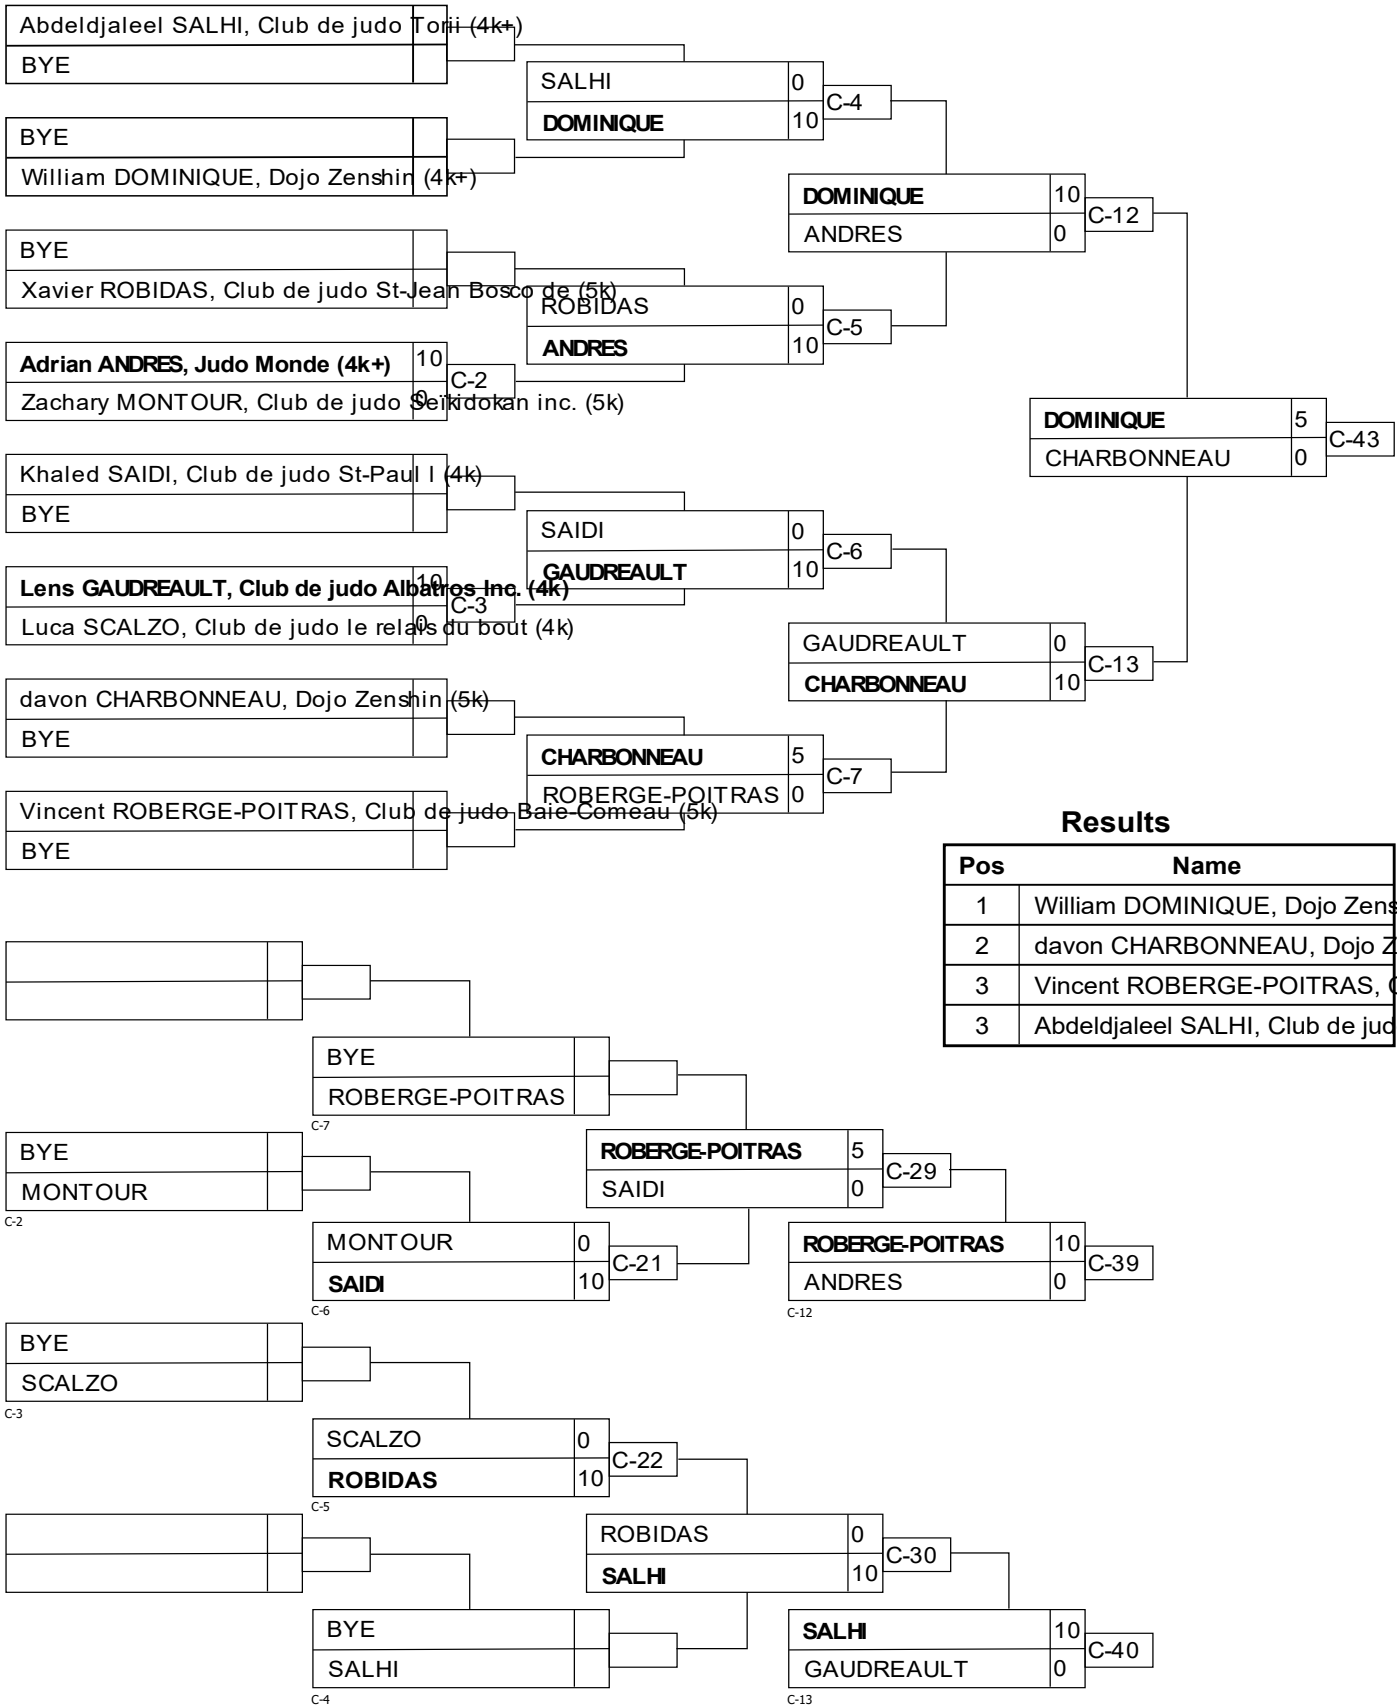 Abdeldjaleel SALHI, Club de judo Torii (4k+)
BYE
BYE
William DOMINIQUE, Dojo Zenshin (4k+)
BYE
Xavier ROBIDAS, Club de judo St-Jean Bosco de (5k)
Adrian ANDRES, Judo Monde (4k+) 10
C-2
Zachary MONTOUR, Club de judo Seïkidokan inc. (5k) 0
Khaled SAIDI, Club de judo St-Paul l (4k)
BYE
Lens GAUDREAULT, Club de judo Albatros Inc. (4k) 10
C-3
Luca SCALZO, Club de judo le relais du bout (4k) 0
davon CHARBONNEAU, Dojo Zenshin (5k)
BYE
Vincent ROBERGE-POITRAS, Club de judo Baie-Comeau (5k)
BYE
SALHI 0
C-4
DOMINIQUE 10
ROBIDAS 0
C-5
ANDRES 10
SAIDI 0
C-6
GAUDREAULT 10
CHARBONNEAU 5
C-7
ROBERGE-POITRAS 0
DOMINIQUE 10
C-12
ANDRES 0
GAUDREAULT 0
C-13
CHARBONNEAU 10
DOMINIQUE 5
C-43
CHARBONNEAU 0
Results
Pos Name
1 William DOMINIQUE, Dojo Zens
2 davon CHARBONNEAU, Dojo Z
3 Vincent ROBERGE-POITRAS,
3 Abdeldjaleel SALHI, Club de jud
BYE
ROBERGE-POITRAS
C-7
BYE
MONTOUR
C-2
MONTOUR 0
C-21
SAIDI 10
C-6
ROBERGE-POITRAS 5
C-29
SAIDI 0
ROBERGE-POITRAS 10
C-39
ANDRES 0
C-12
BYE
SCALZO
C-3
SCALZO 0
C-22
ROBIDAS 10
C-5
ROBIDAS 0
C-30
SALHI 10
BYE
SALHI
C-4
SALHI 10
C-40
GAUDREAULT 0
C-13